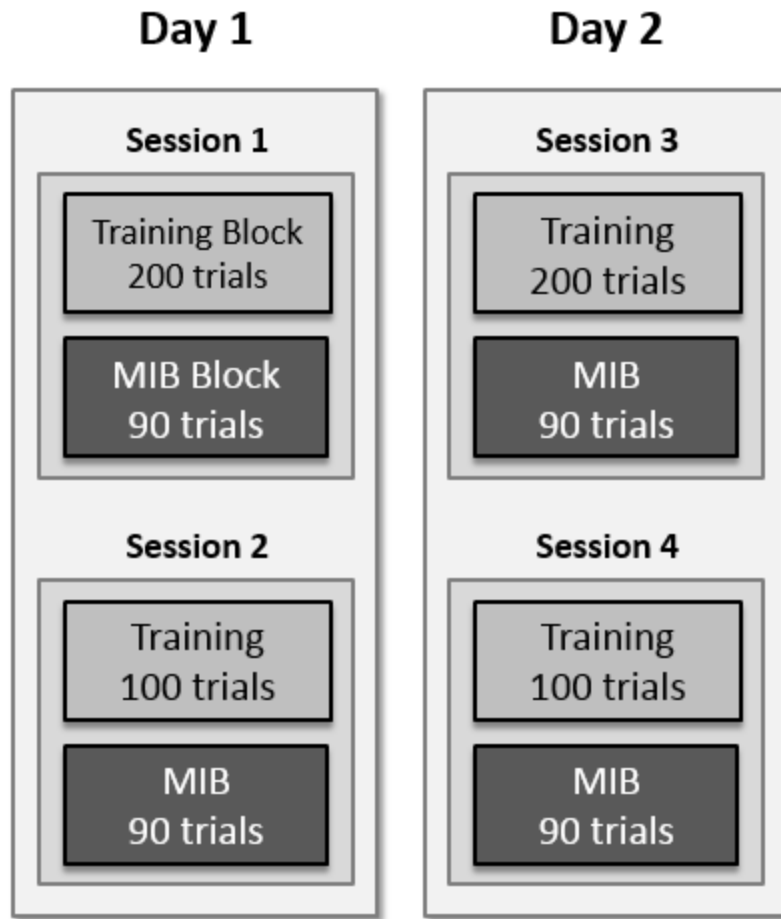 Day 1
Session 1
Training Block
200 trials
MIB Block
90 trials
Session 2
Training
100 trials
MIB
90 trials
Day 2
Session 3
Training
200 trials
MIB
90 trials
Session 4
Training
100 trials
MIB
90 trials